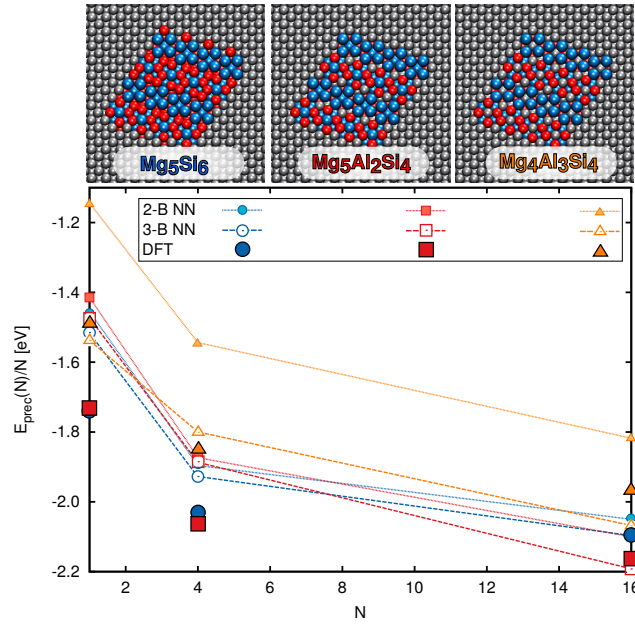 Mg5Si6
Mg5Al2Si4
Mg4Al3Si4
2-B NN
3-B NN
DFT
-1.2
-1.4
-1.6
-1.8
-2.0
-2.2
E_prec(N)/N [eV]
2 4 6 8 10 12 14 16
N